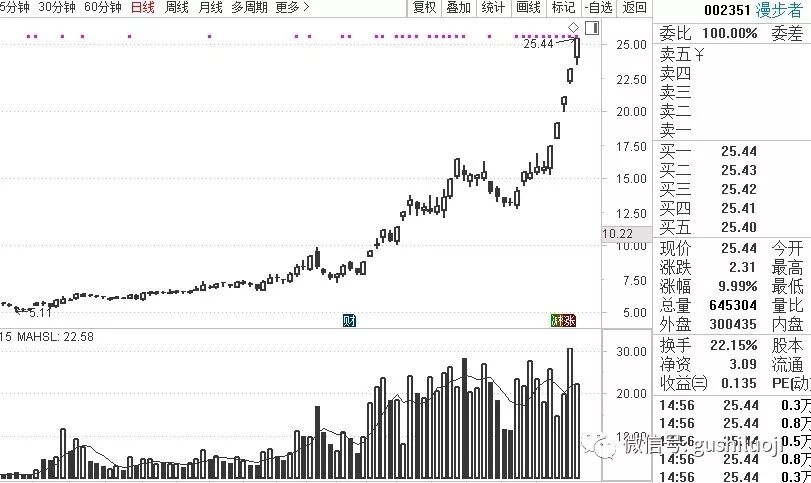 5分钟 30分钟 60分钟 日线 周线 月线 多周期 更多 复权 叠加 统计 画线 标记 -自选 返回
002351 漫步者
委比 100.00% 委差
卖五 ¥
卖四
卖三
卖二
卖一
买一 25.44
买二 25.43
买三 25.42
买四 25.41
买五 25.40
现价 25.44 今开
涨跌 2.31 最高
涨幅 9.99% 最低
总量 645304 量比
外盘 300435 内盘
换手 22.15% 股本
净资 3.09 流通
收益㈢ 0.135 PE(动
14:56 25.44 0.3万
14:56 25.44 0.8万
14:56 25.44 0.5万
14:56 25.44 0.8万
14:56 25.44 0.3万
25.44
25.00
22.50
20.00
17.50
15.00
12.50
10.22
10.00
7.50
5.00
5.11
财
涨
15 MAHSL: 22.58
30.00
20.00
10.00
微信号: gushiluoji